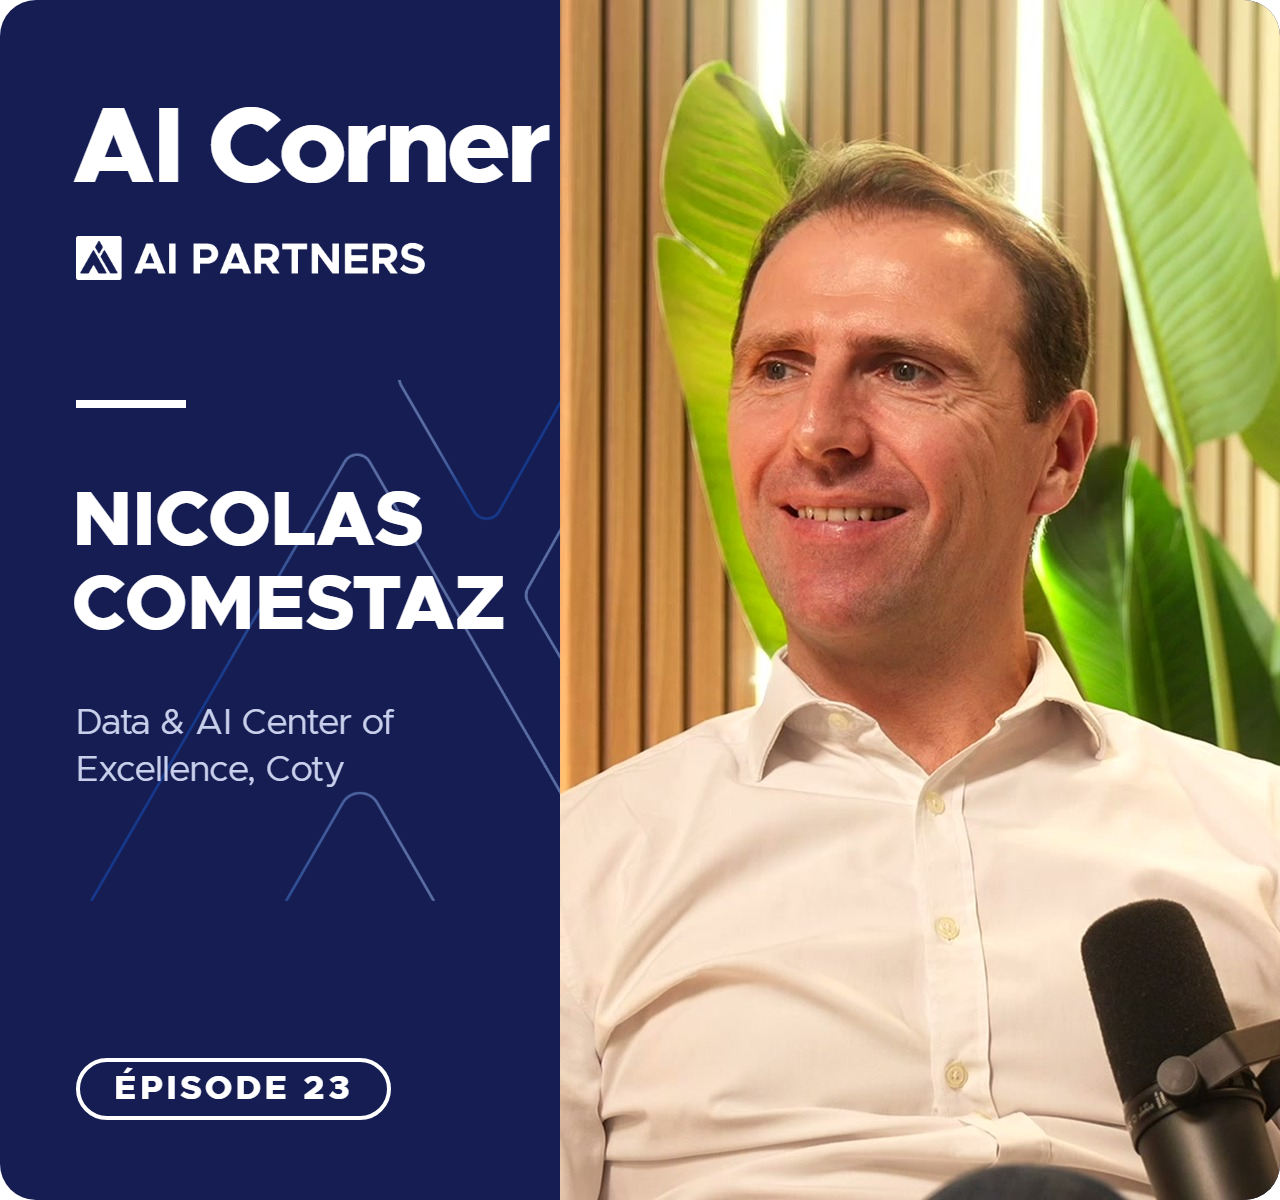 AI Corner
AI PARTNERS
NICOLAS
COMESTAZ
Data & AI Center of
Excellence, Coty
ÉPISODE 23